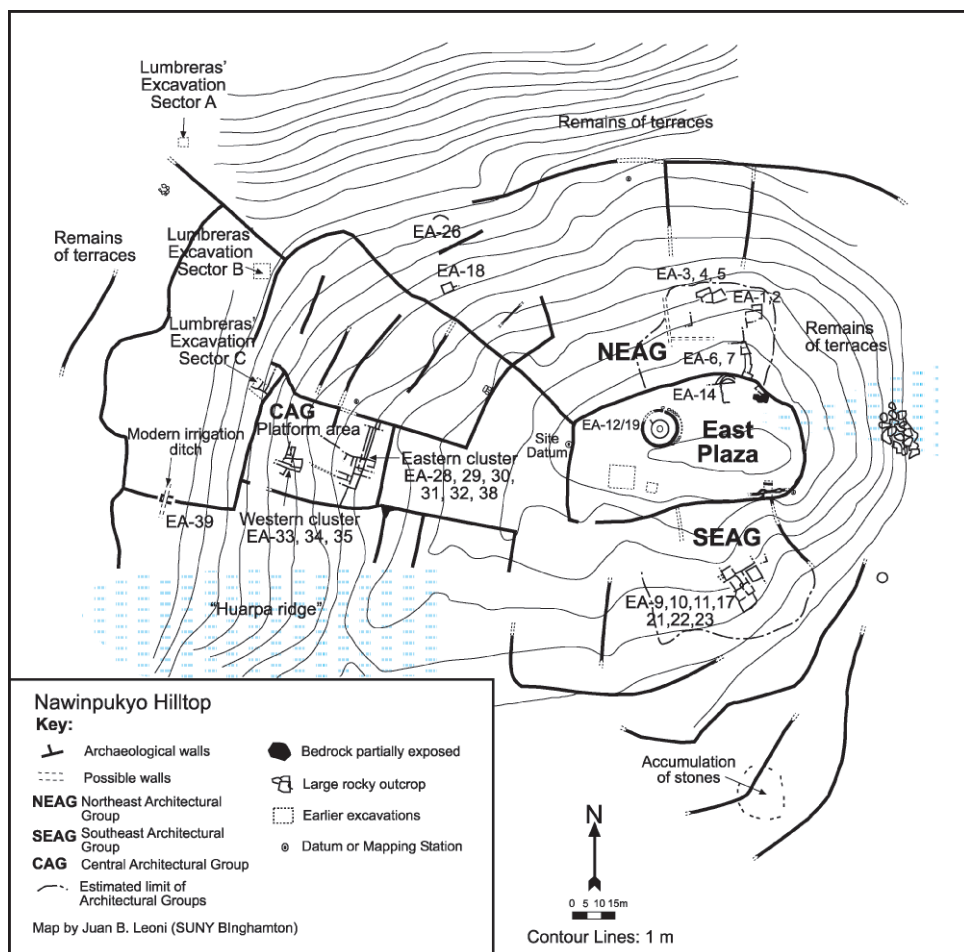 Lumbreras'
Excavation
Sector A
Remains of terraces
Remains
of terraces
Lumbreras'
Excavation
Sector B
EA-26
EA-18
EA-3, 4, 5
EA-1,2
Lumbreras'
Excavation
Sector C
NEAG
EA-6, 7
Remains
of terraces
EA-14
CAG
Platform area
EA-12/19
East
Plaza
Site
Datum
Modern irrigation
ditch
Eastern cluster
EA-28, 29, 30,
31, 32, 38
EA-39
Western cluster
EA-33, 34, 35
SEAG
EA-9, 10, 11, 17
21, 22, 23
"Huarpa ridge"
Accumulation
of stones
Nawinpukyo Hilltop
Key:
Archaeological walls
Possible walls
NEAG Northeast Architectural
Group
SEAG Southeast Architectural
Group
CAG Central Architectural Group
Estimated limit of
Architectural Groups
Bedrock partially exposed
Large rocky outcrop
Earlier excavations
Datum or Mapping Station
Map by Juan B. Leoni (SUNY BInghamton)
N
0 5 10 15m
Contour Lines: 1 m